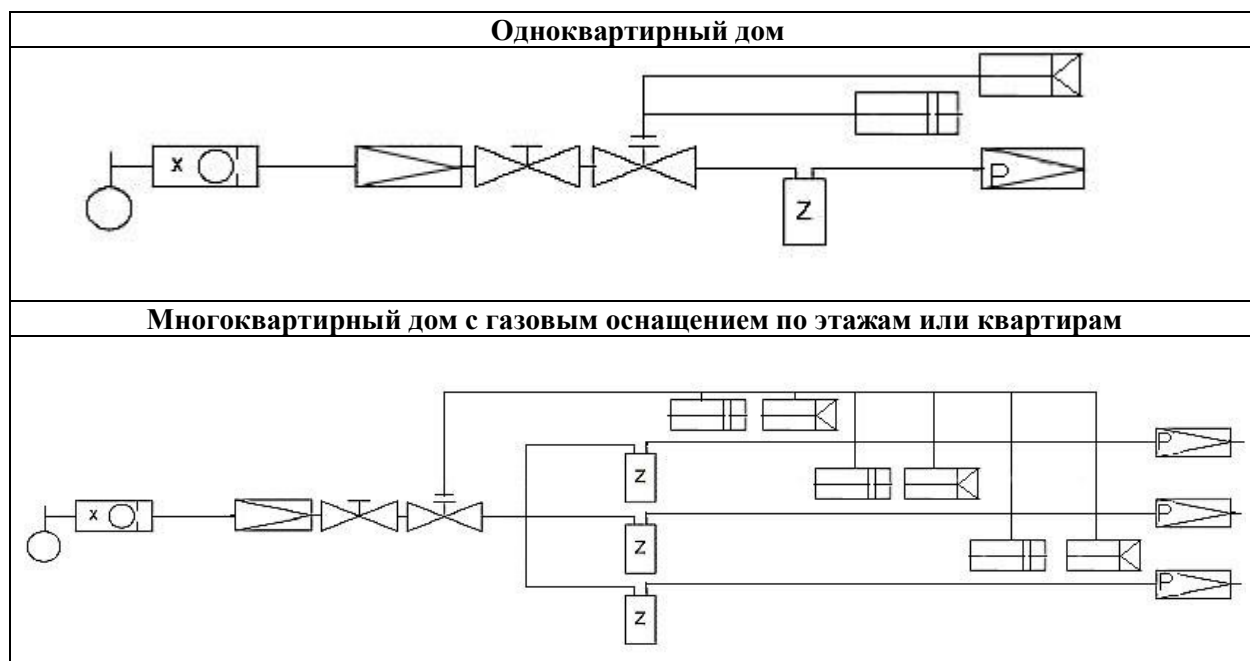 Одноквартирный дом
x
P
Z
Многоквартирный дом с газовым оснащением по этажам или квартирам
P
Z
x
P
Z
P
Z